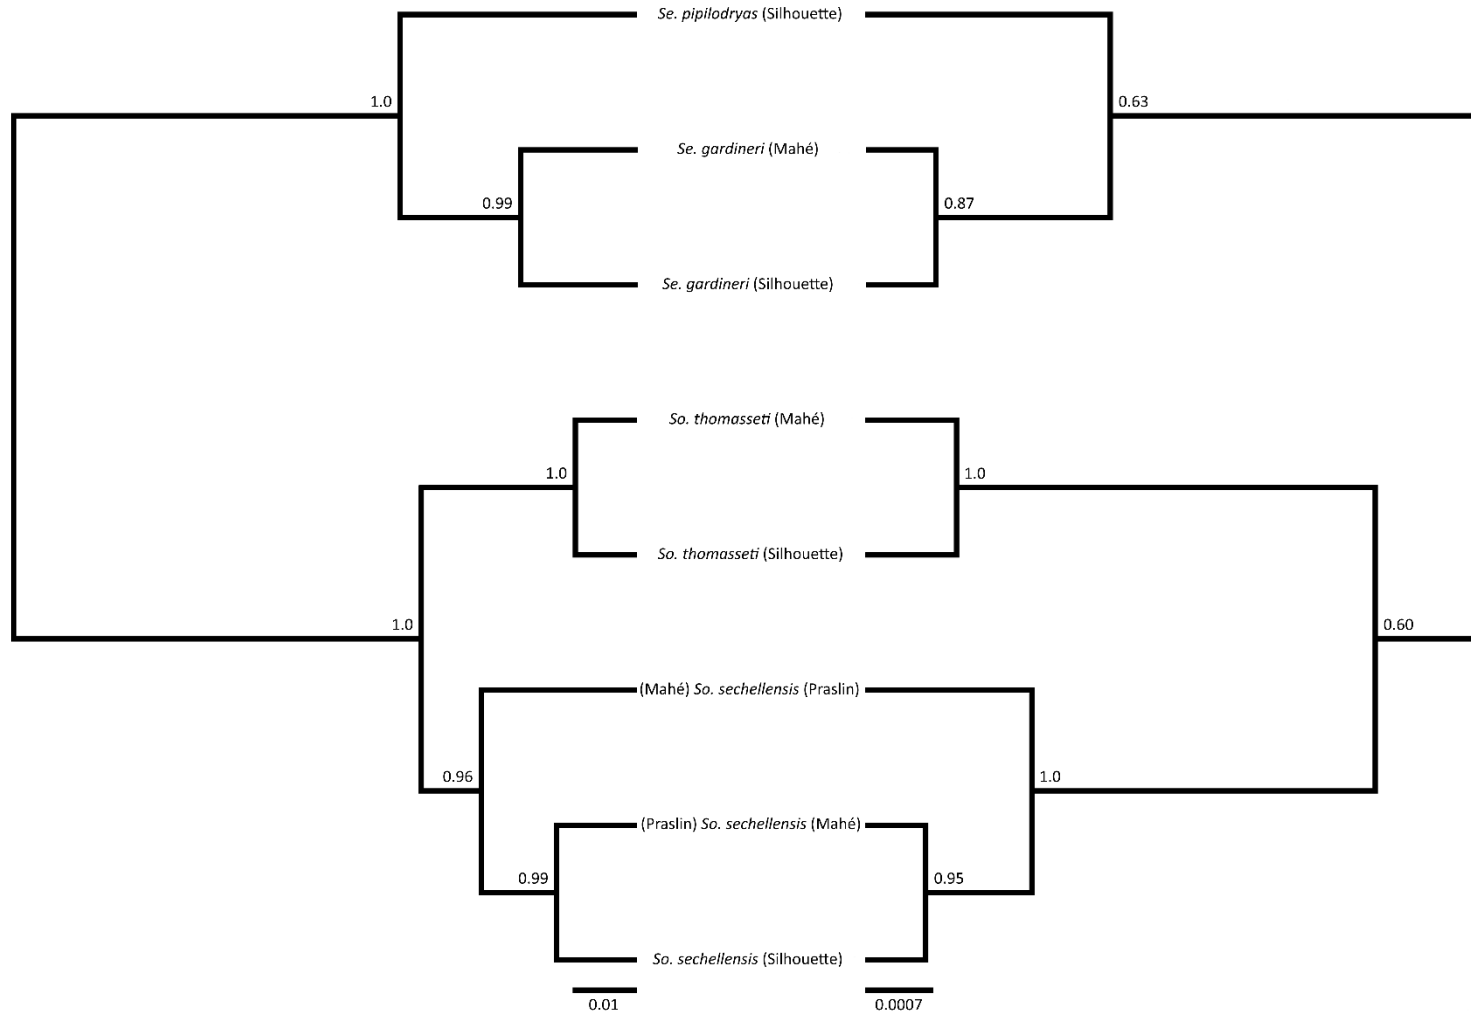 Se. pipilodryas (Silhouette)
1.0
0.63
Se. gardineri (Mahé)
0.99
0.87
Se. gardineri (Silhouette)
So. thomasseti (Mahé)
1.0
1.0
So. thomasseti (Silhouette)
1.0
0.60
(Mahé) So. sechellensis (Praslin)
0.96
1.0
(Praslin) So. sechellensis (Mahé)
0.99
0.95
So. sechellensis (Silhouette)
0.01
0.0007